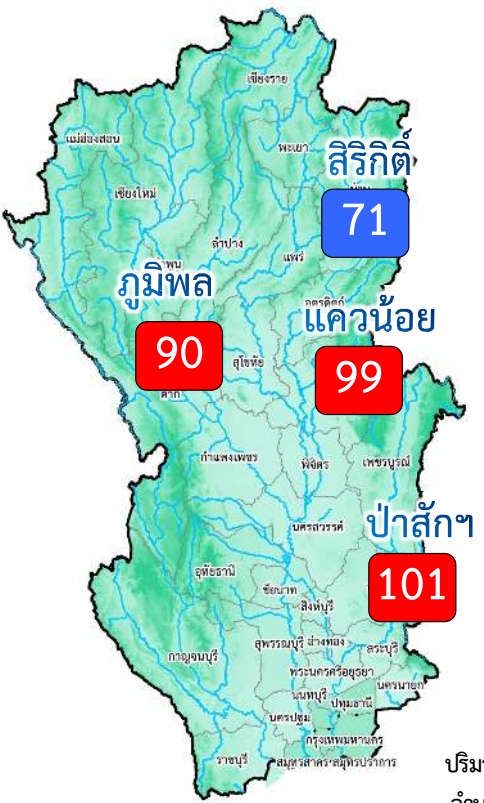 เชียงราย
แม่ฮ่องสอน
พะเยา
สิริกิติ์
น่าน
71
เชียงใหม่
ลำปาง
ลำพูน
แพร่
ภูมิพล
อุตรดิตถ์
แควน้อย
90
สุโขทัย
99
ตาก
กำแพงเพชร
พิจิตร
เพชรบูรณ์
นครสวรรค์
ป่าสักฯ
101
อุทัยธานี
ชัยนาท
สิงห์บุรี
กาญจนบุรี
สุพรรณบุรี
อ่างทอง
สระบุรี
พระนครศรีอยุธยา
นครนายก
นนทบุรี
ปทุมธานี
นครปฐม
กรุงเทพมหานคร
ราชบุรี
สมุทรสาคร
สมุทรปราการ